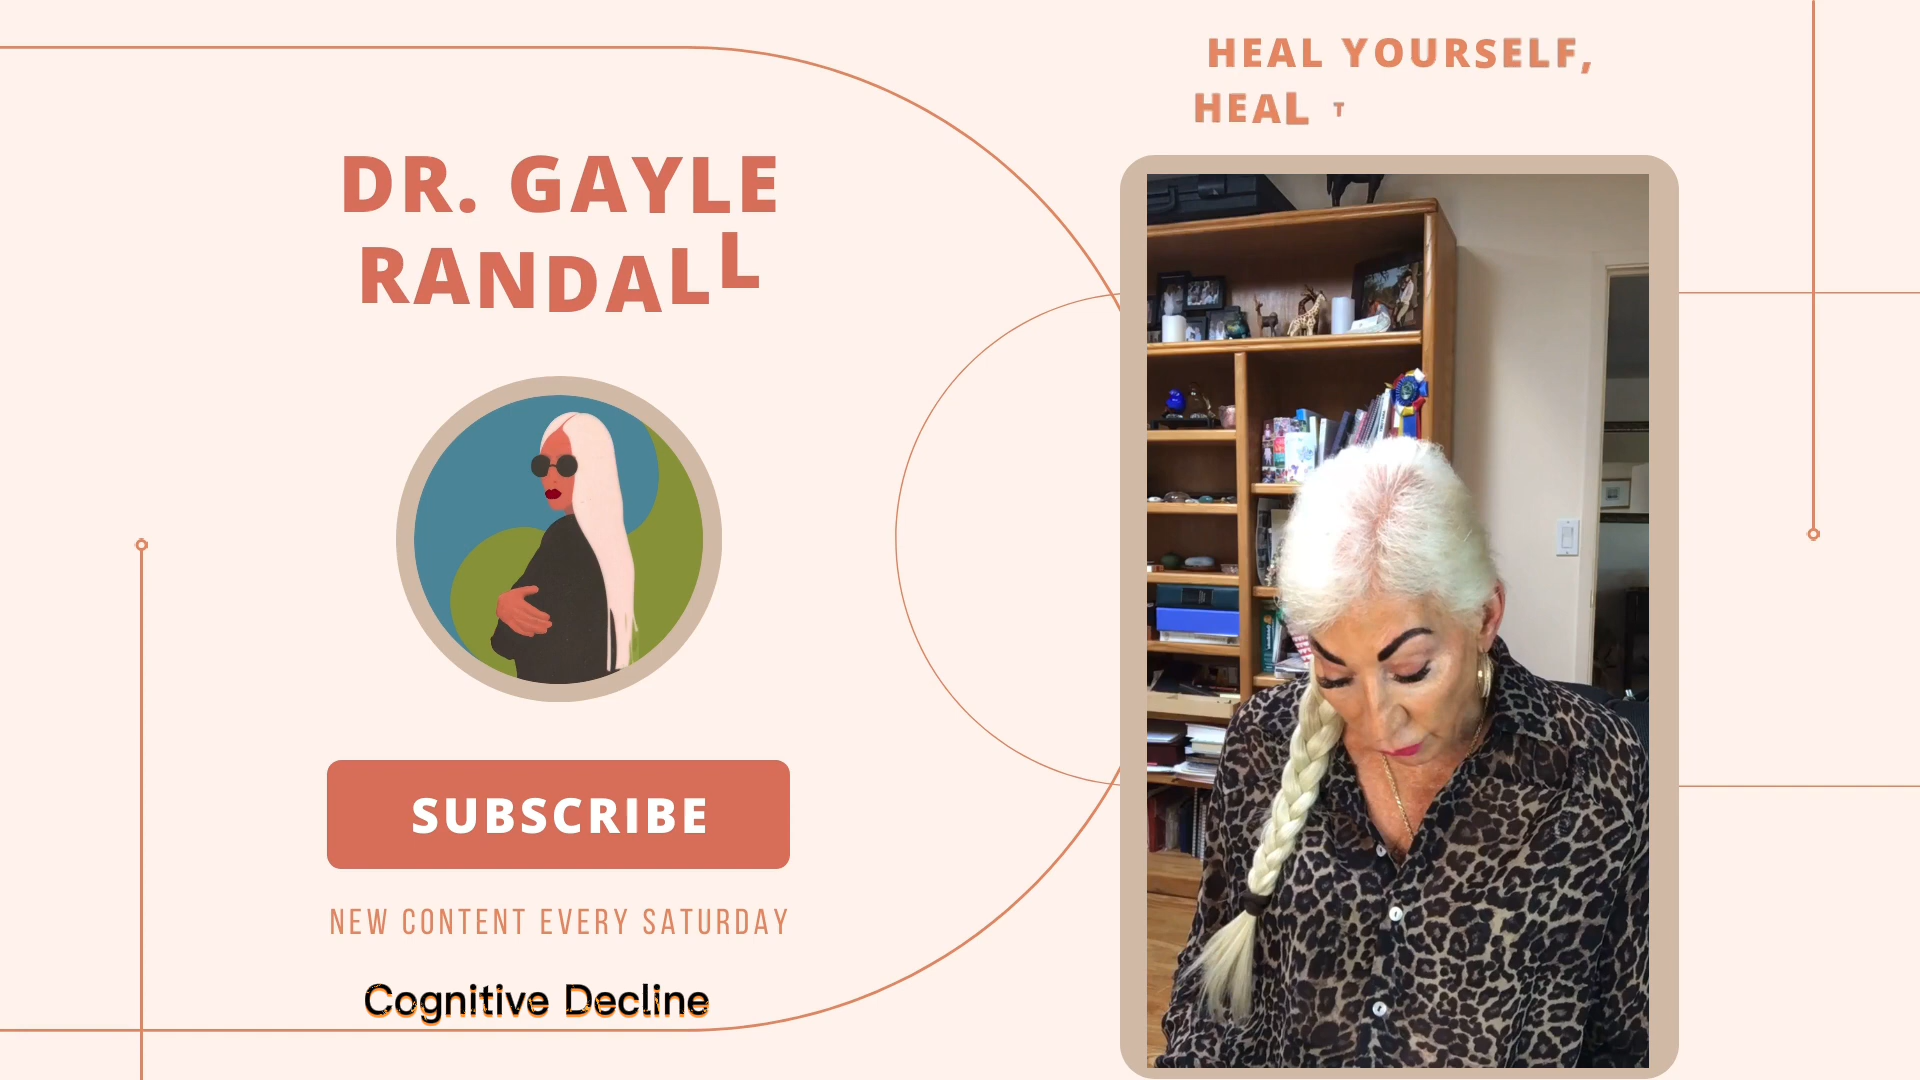 DR. GAYLE
RANDALL
SUBSCRIBE
NEW CONTENT EVERY SATURDAY
Cognitive Decline
HEAL YOURSELF,
HEAL T